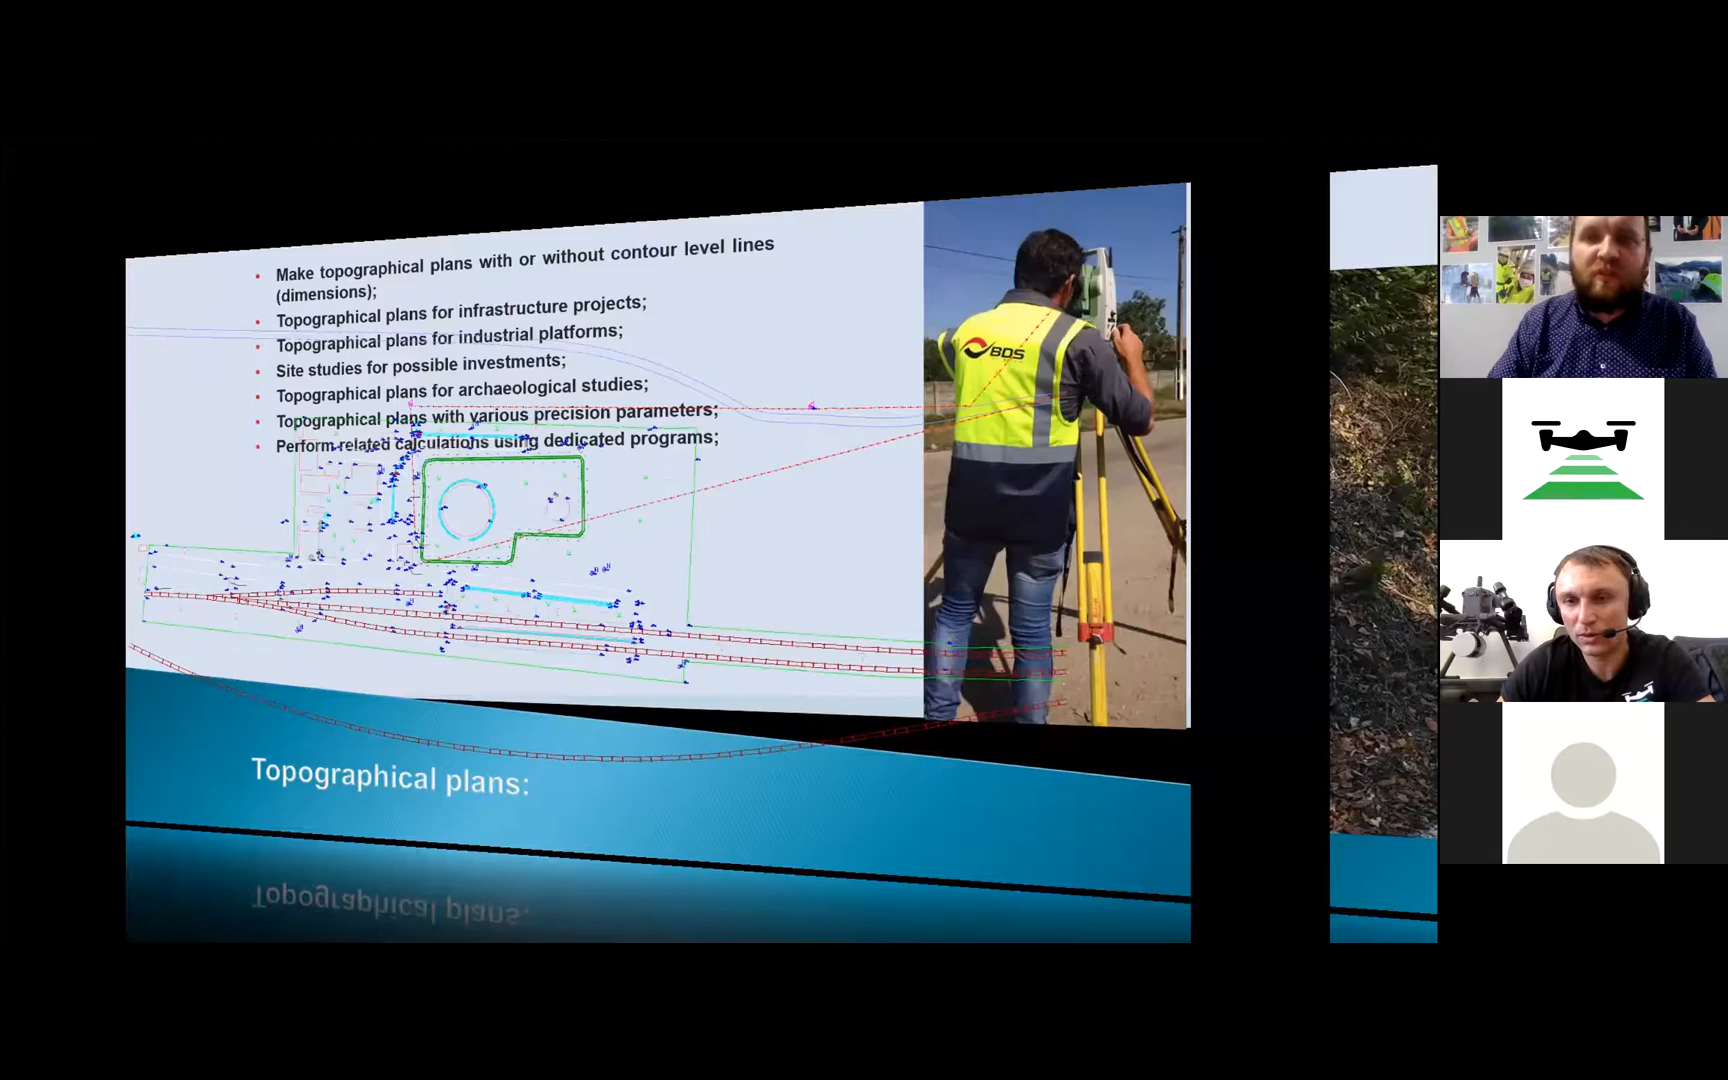 Make topographical plans with or without contour level lines
(dimensions);
Topographical plans for infrastructure projects;
Topographical plans for industrial platforms;
Site studies for possible investments;
Topographical plans for archaeological studies;
Topographical plans with various precision parameters;
Perform related calculations using dedicated programs;
BDS
Topographical plans:
Topographical plans: